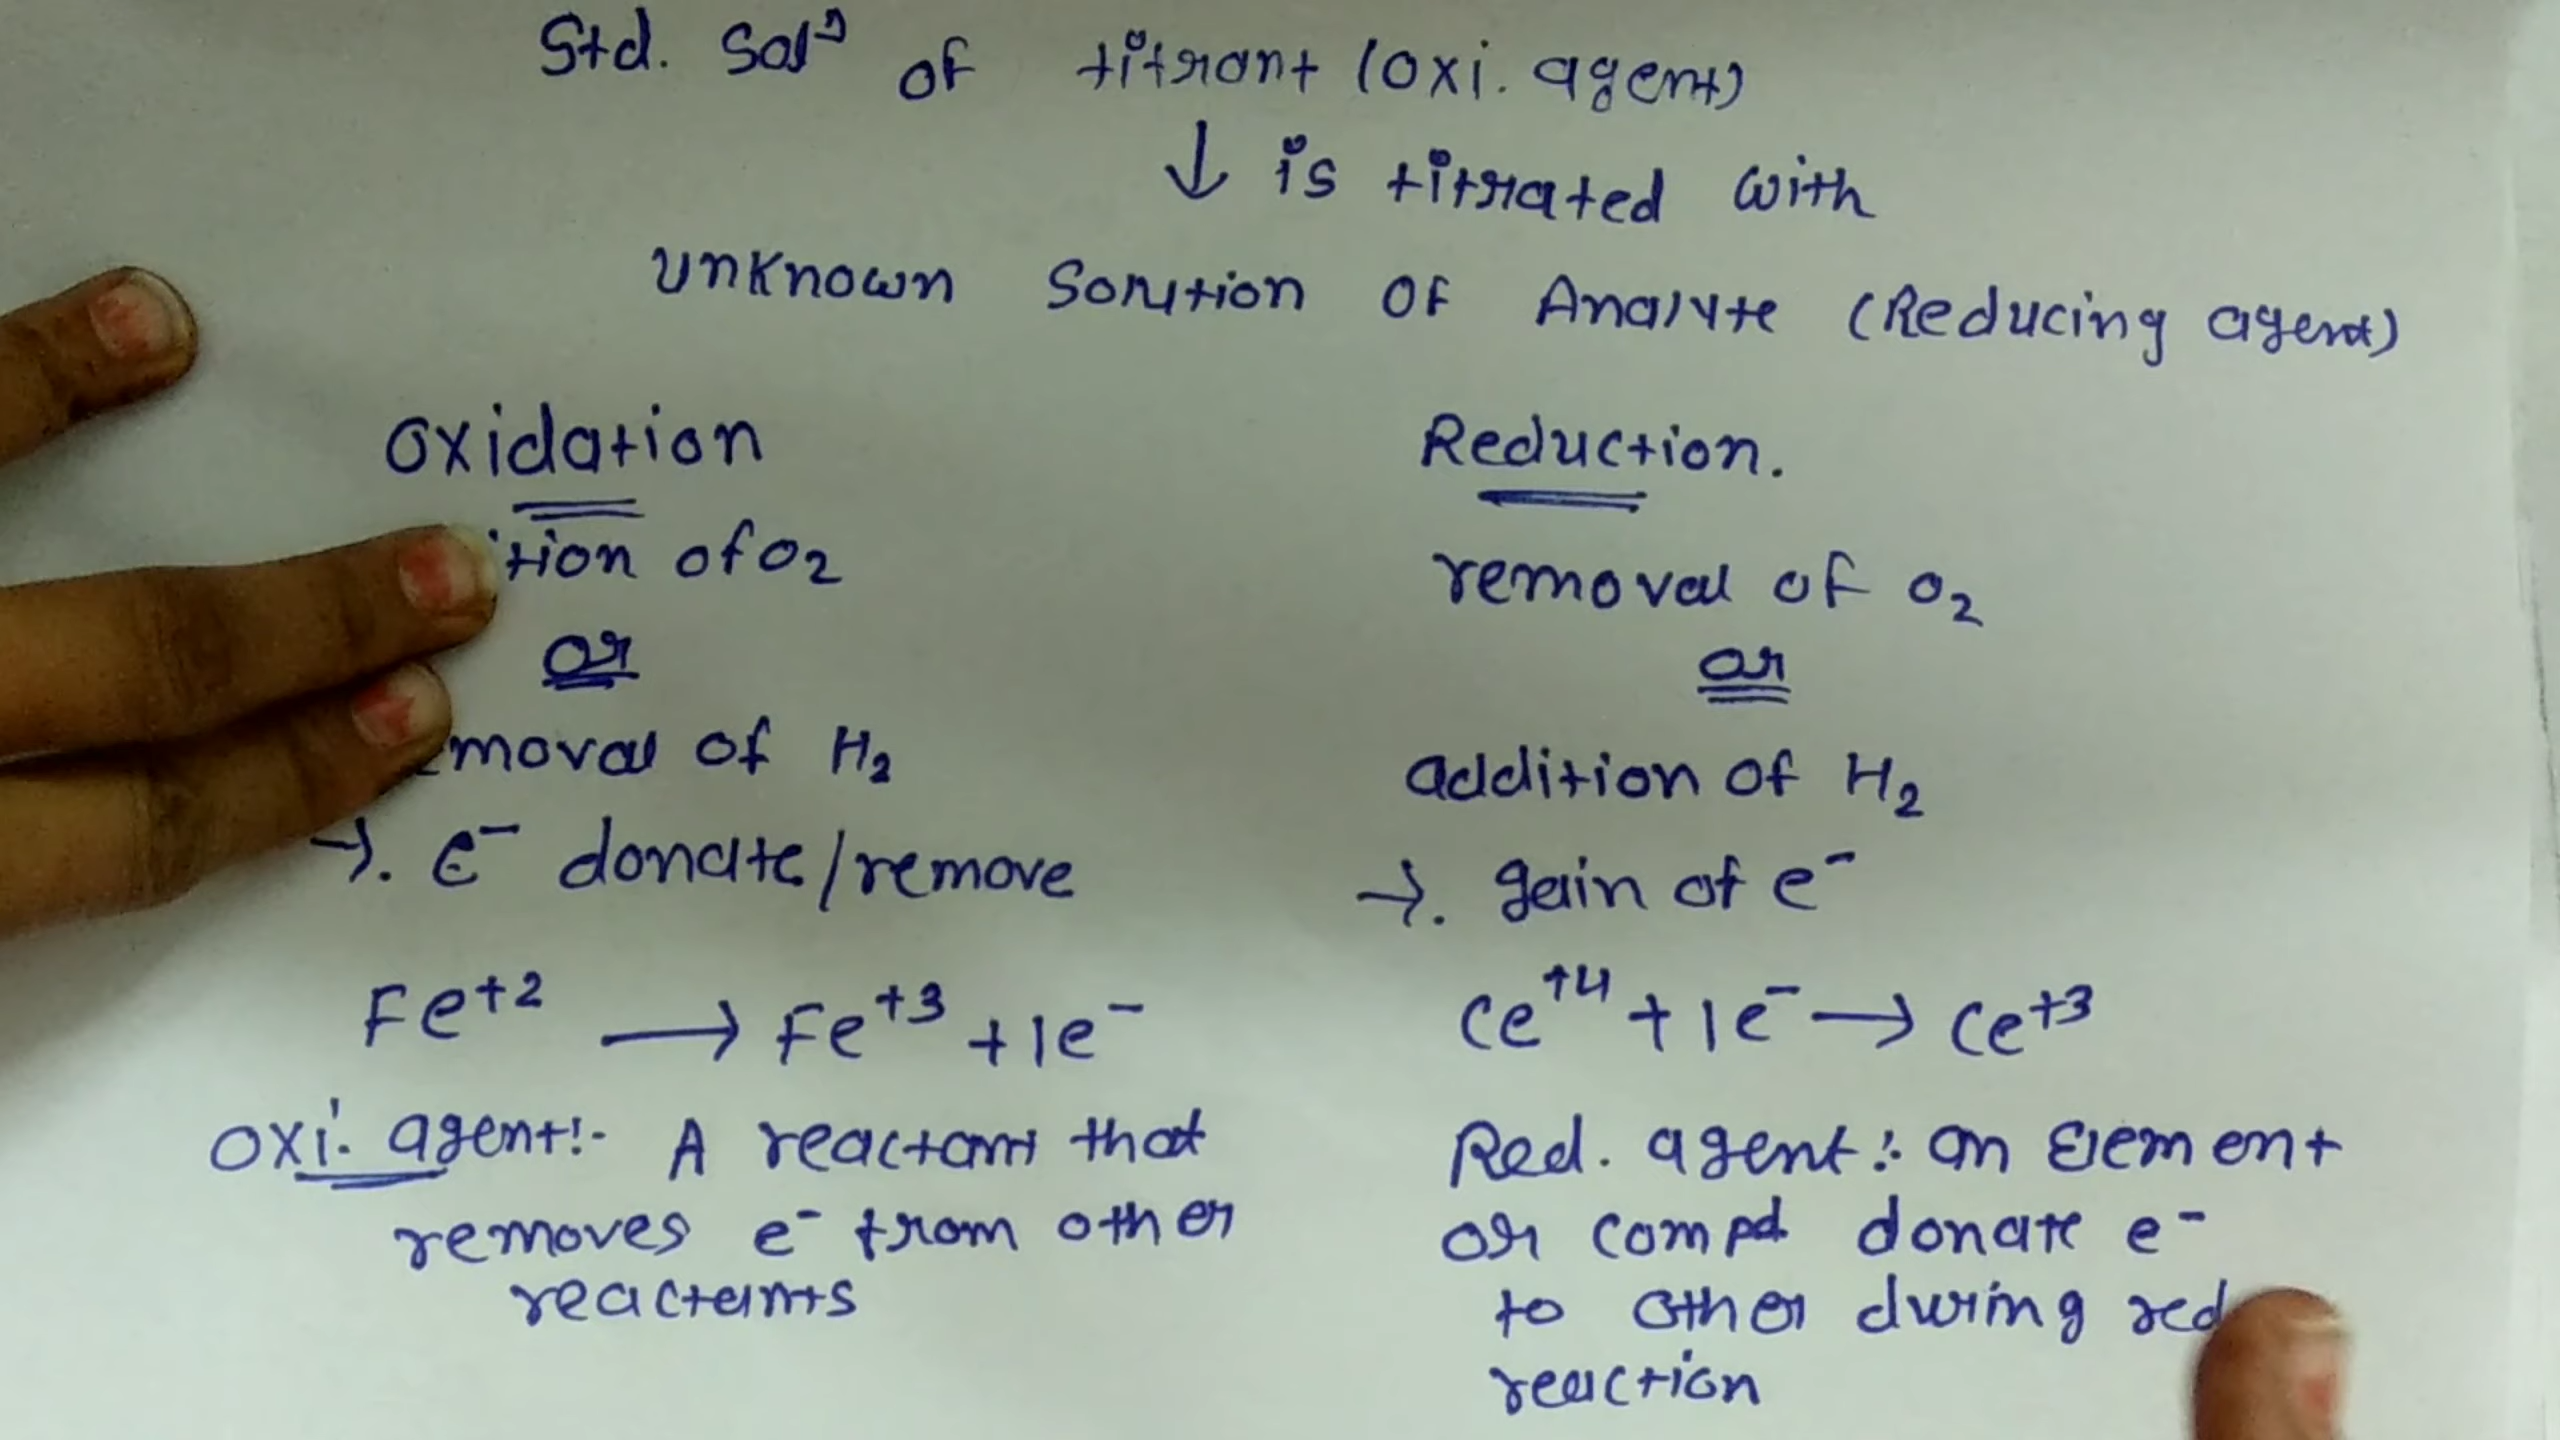 Std. Solⁿ of titrant (oxi. agent)
↓ is titrated with
unknown Solution of Analyte (Reducing agent)
Oxidation
of O₂
or
of H₂
→. e⁻ donate/remove
Fe⁺² → Fe⁺³ + 1e⁻
Oxi. agent:- A reactant that
removes e⁻ from other
reactants
Reduction.
removal of O₂
or
addition of H₂
→. gain of e⁻
Ce⁺⁴ + 1e⁻ → Ce⁺³
Red. agent:- an Element
or compd donate e⁻
to other during
reaction